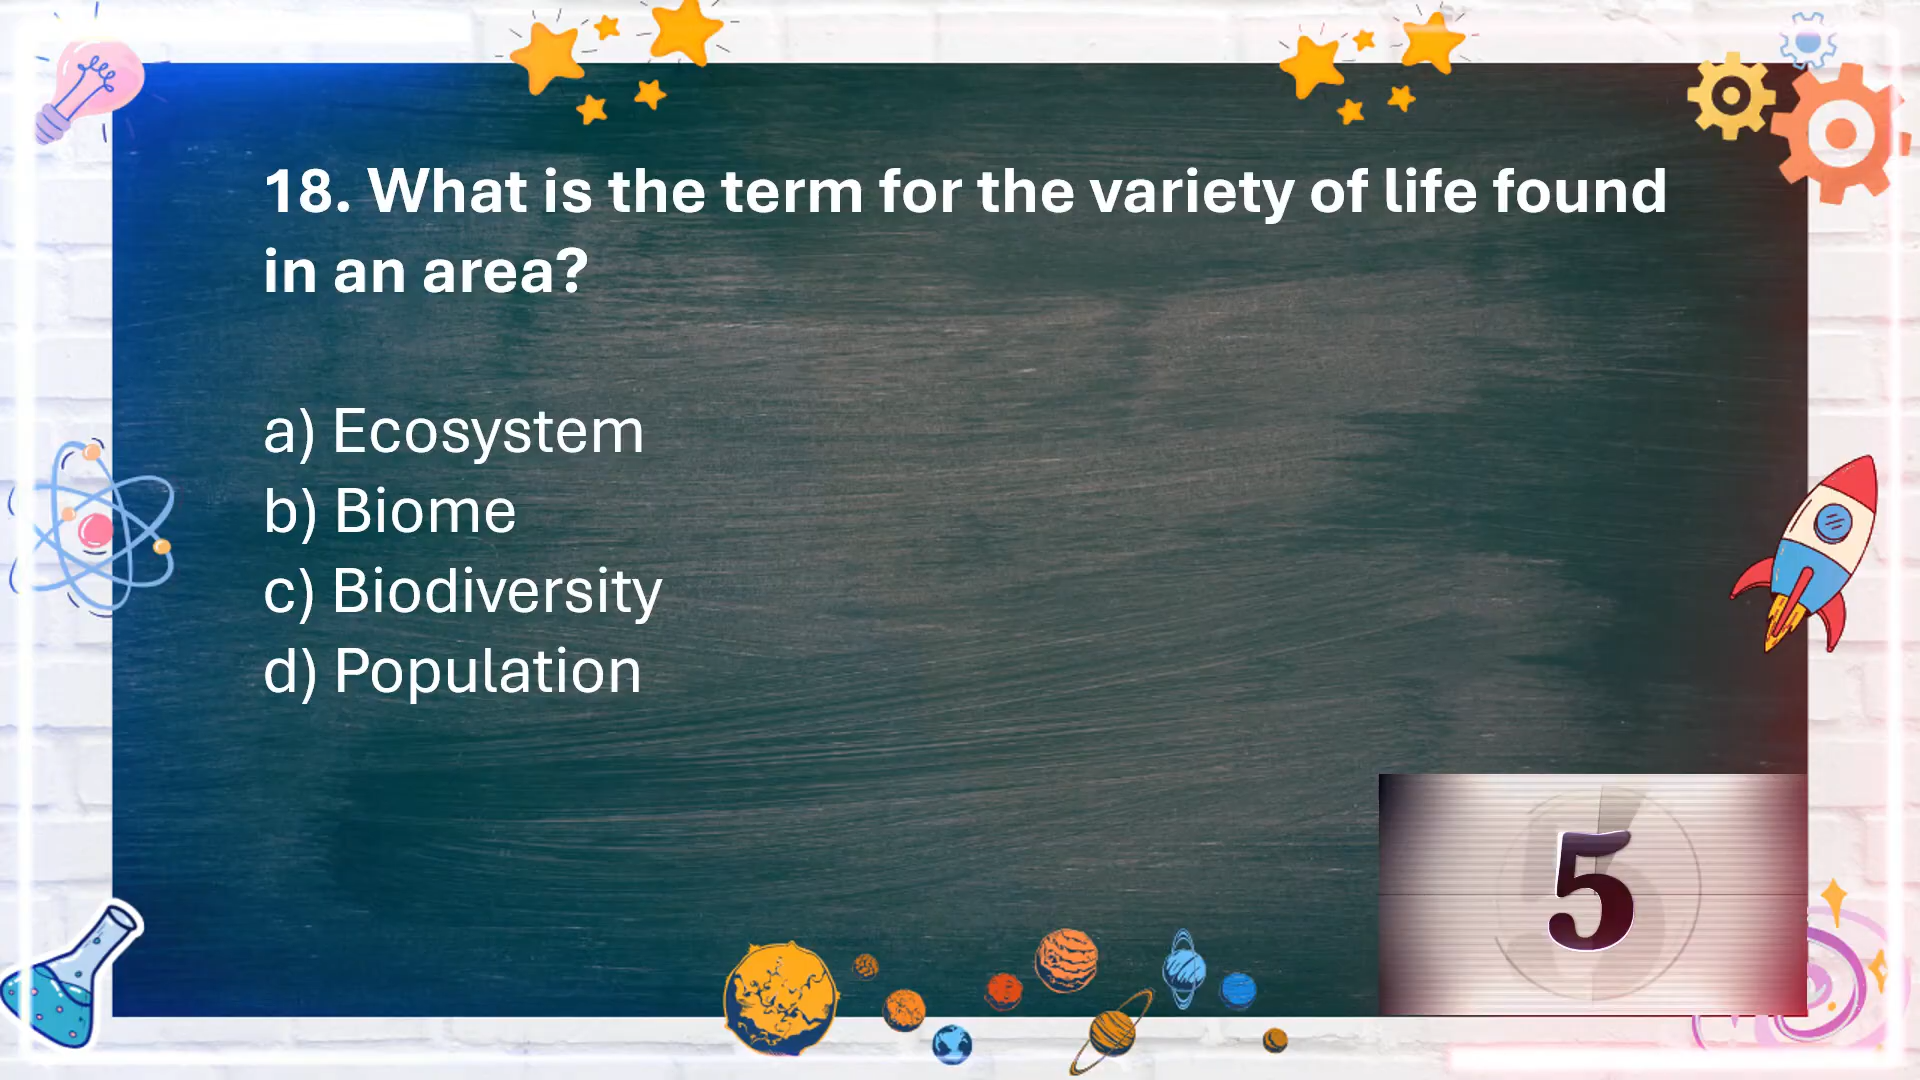 18. What is the term for the variety of life found
in an area?
a) Ecosystem
b) Biome
c) Biodiversity
d) Population
5